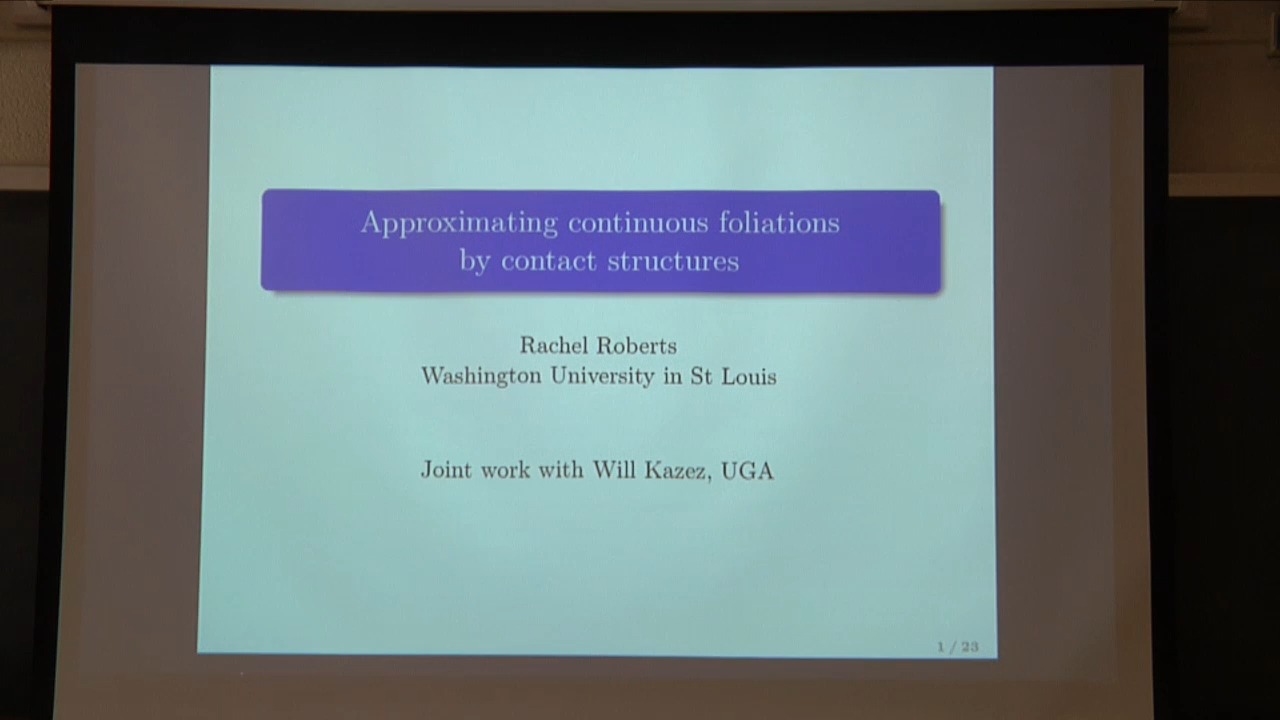 Approximating continuous foliations
by contact structures
Rachel Roberts
Washington University in St Louis
Joint work with Will Kazez, UGA
1 / 23